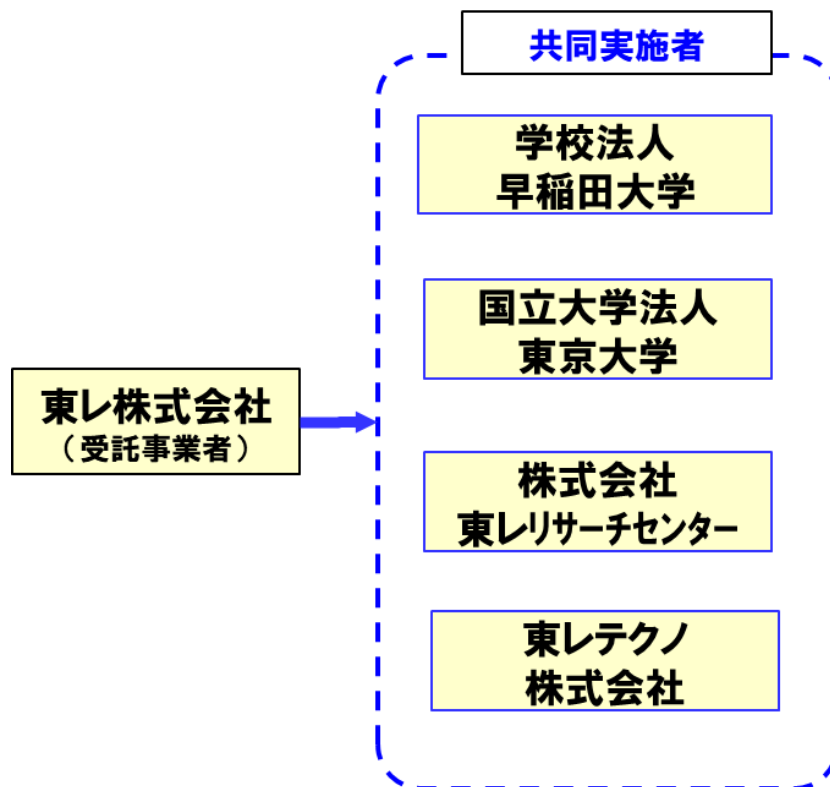 共同実施者
学校法人
早稲田大学
国立大学法人
東京大学
東レ株式会社
（受託事業者）
株式会社
東レリサーチセンター
東レテクノ
株式会社